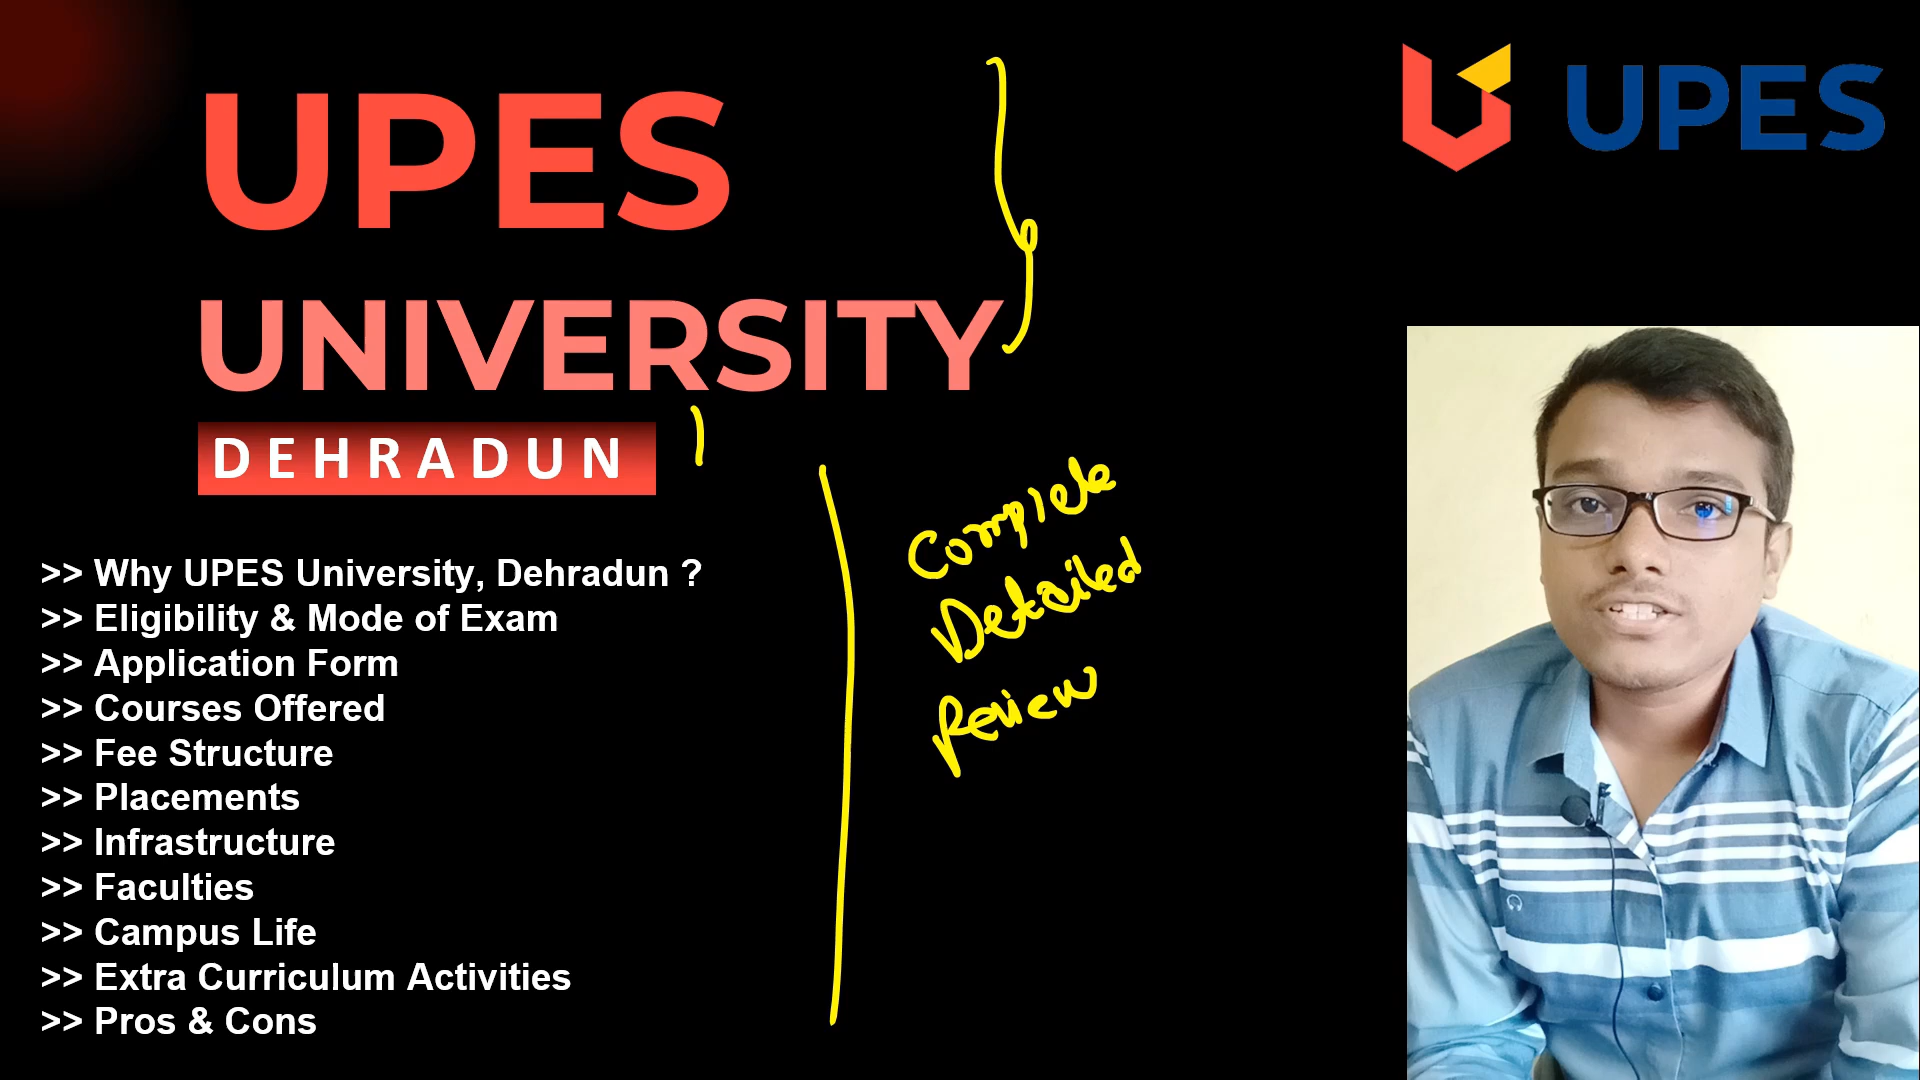 UPES
UNIVERSITY
DEHRADUN
UPES
>> Why UPES University, Dehradun ?
>> Eligibility & Mode of Exam
>> Application Form
>> Courses Offered
>> Fee Structure
>> Placements
>> Infrastructure
>> Faculties
>> Campus Life
>> Extra Curriculum Activities
>> Pros & Cons
Complete
Detailed
Review